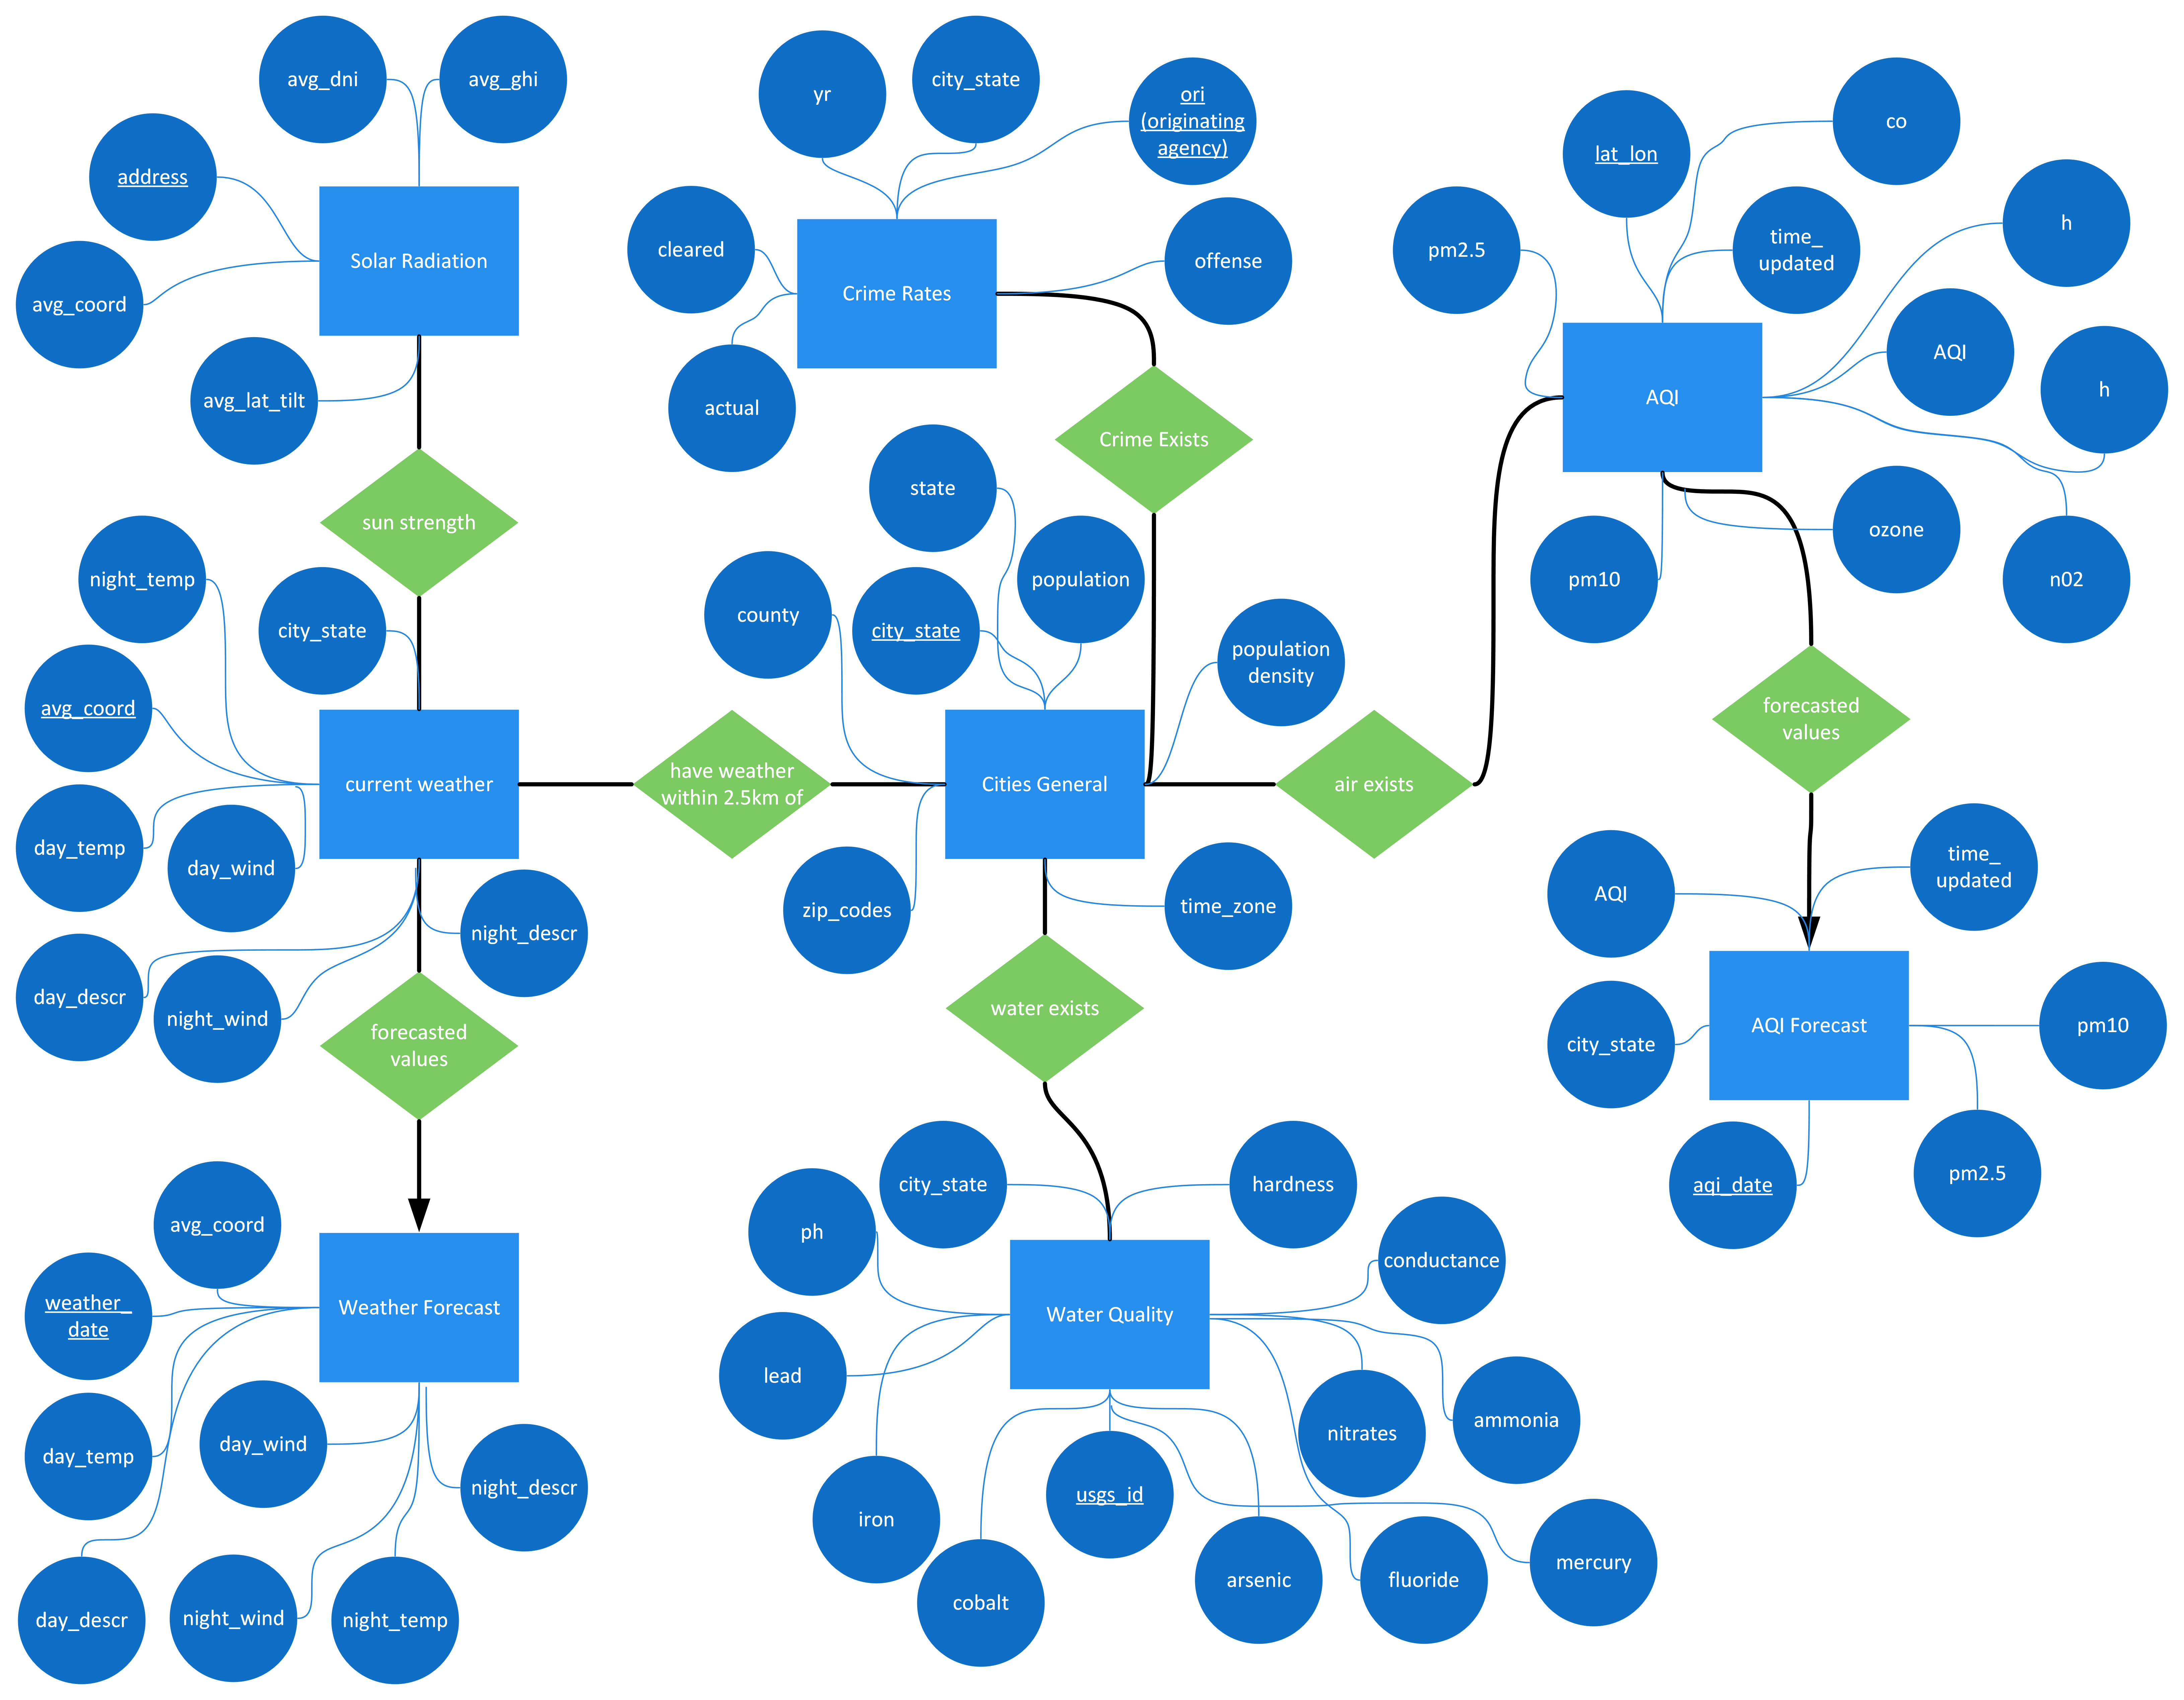 avg_dni
avg_ghi
address
avg_coord
avg_lat_tilt
Solar Radiation
sun strength
night_temp
city_state
avg_coord
day_temp
day_wind
day_descr
night_wind
night_descr
current weather
forecasted
values
avg_coord
weather_
date
day_temp
day_wind
day_descr
night_wind
night_temp
night_descr
Weather Forecast
yr
city_state
ori
(originating
agency)
cleared
offense
actual
Crime Rates
Crime Exists
state
population
county
city_state
population
density
have weather
within 2.5km of
Cities General
air exists
zip_codes
time_zone
water exists
city_state
hardness
ph
conductance
lead
Water Quality
iron
cobalt
usgs_id
arsenic
nitrates
ammonia
fluoride
mercury
lat_lon
co
pm2.5
time_
updated
h
AQI
h
AQI
pm10
ozone
n02
forecasted
values
AQI
time_
updated
city_state
AQI Forecast
pm10
aqi_date
pm2.5